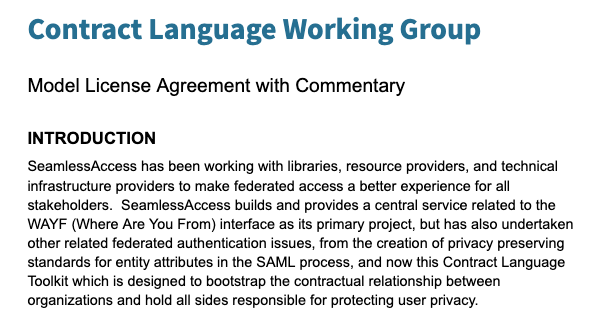 Contract Language Working Group
Model License Agreement with Commentary
INTRODUCTION
SeamlessAccess has been working with libraries, resource providers, and technical
infrastructure providers to make federated access a better experience for all
stakeholders.  SeamlessAccess builds and provides a central service related to the
WAYF (Where Are You From) interface as its primary project, but has also undertaken
other related federated authentication issues, from the creation of privacy preserving
standards for entity attributes in the SAML process, and now this Contract Language
Toolkit which is designed to bootstrap the contractual relationship between
organizations and hold all sides responsible for protecting user privacy.